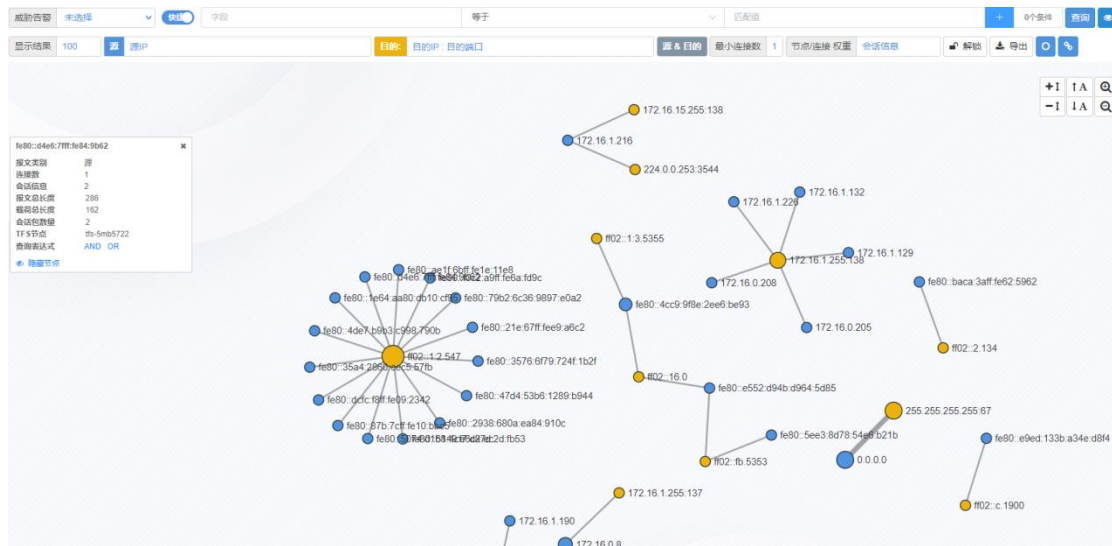 威胁告警 未选择 快搜 字段 等于 匹配值 + 0个条件 查询
显示结果 100 源 源IP 目的: 目的IP : 目的端口 源 & 目的 最小连接数 1 节点/连接 权重 会话信息 解锁 导出
172.16.15.255:138
172.16.1.216
224.0.0.253:3544
fe80::d4e6:7fff:fe84:9b62
报文类别 源
连接数 1
会话信息 2
报文总长度 286
载荷总长度 162
会话包数量 2
TFS节点 tfs-5mb5722
查询表达式 AND OR
隐藏节点
172.16.1.132
172.16.1.226
ff02::1:3.5355
172.16.1.129
172.16.1.255:138
fe80::ae1f:6bff:fe1e:11e8
172.16.0.208
fe80::baca:3aff:fe62:5962
fe80::79b2:6c36:9897:e0a2
fe80::4cc9:9f8e:2ee6:be93
fe80::21e:67ff:fee9:a6c2
172.16.0.205
fe80::4de7:b9b3:c998:790b
ff02::2.134
ff02::1:2.547
fe80::3576:6f79:724f:1b2f
ff02::16.0
fe80::e552:d94b:d964:5d85
fe80::47d4:53b6:1289:b944
fe80::dcfc:f8ff:fe09:2342
255.255.255.255:67
fe80::2938:680a:ea84:910c
fe80::5ee3:8d78:54e8:b21b
fe80::e9ed:133b:a34e:d8f4
ff02::fb.5353
0.0.0.0
172.16.1.255:137
ff02::c.1900
172.16.1.190
172.16.0.8